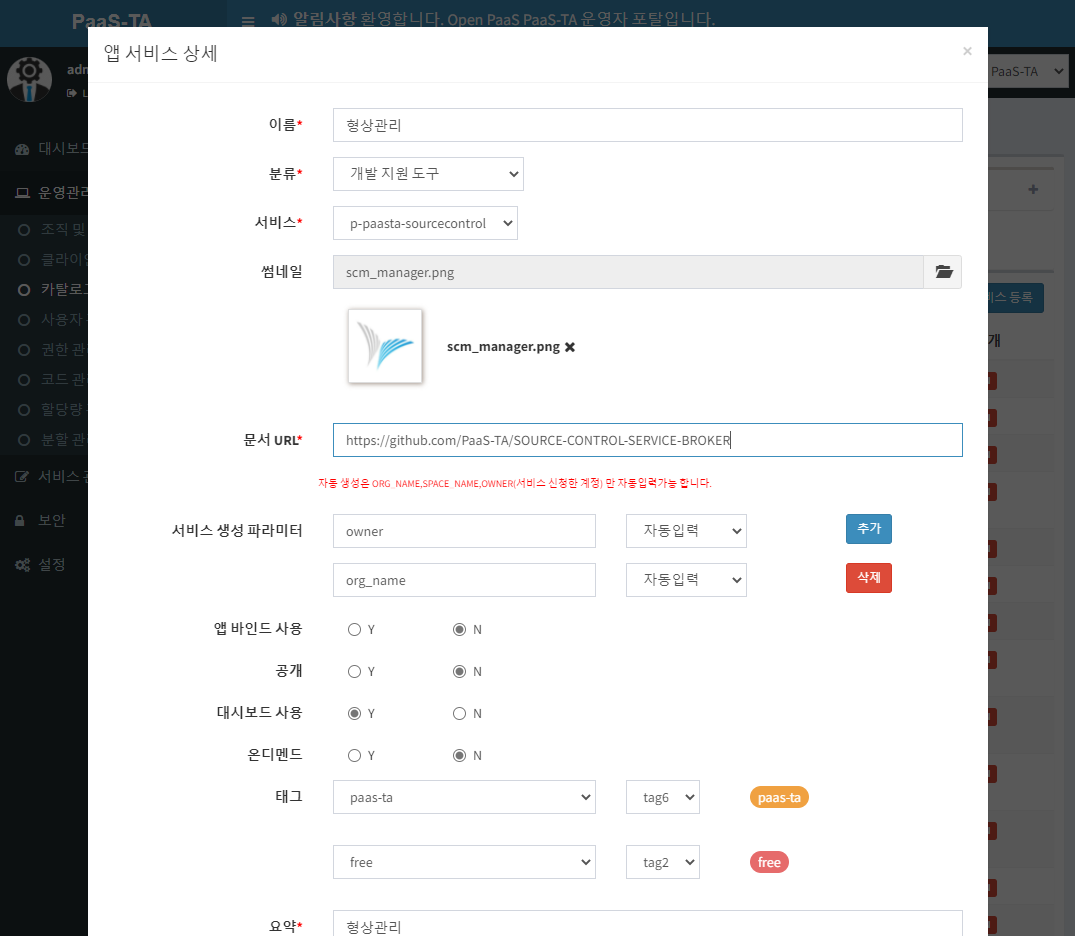 PaaS-TA
알림사항 환영합니다. Open PaaS PaaS-TA 운영자 포탈입니다.
앱 서비스 상세
×
PaaS-TA
이름*
형상관리
분류*
개발 지원 도구
대시보드
운영관리
서비스*
p-paasta-sourcecontrol
조직 및
썸네일
scm_manager.png
카탈로그
스 등록
사용자
scm_manager.png
개
권한 관
코드 관
할당량
분할 관
문서 URL*
https://github.com/PaaS-TA/SOURCE-CONTROL-SERVICE-BROKER
서비스
자동 생성은 ORG_NAME,SPACE_NAME,OWNER(서비스 신청한 계정) 만 자동입력가능 합니다.
보안
서비스 생성 파라미터
owner
자동입력
추가
설정
org_name
자동입력
삭제
앱 바인드 사용
Y
N
공개
Y
N
대시보드 사용
Y
N
온디멘드
Y
N
태그
paas-ta
tag6
paas-ta
free
tag2
free
요약*
형상관리